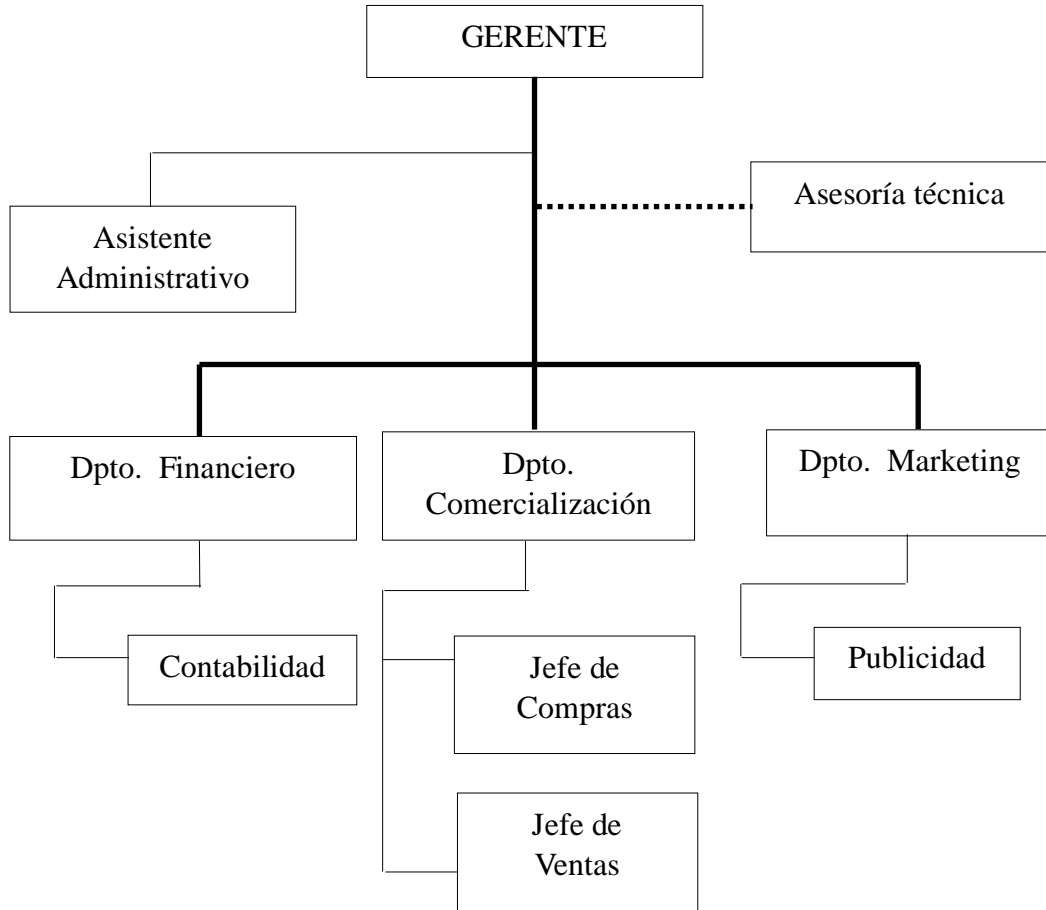 GERENTE
Asesoría técnica
Asistente
Administrativo
Dpto. Financiero
Dpto.
Comercialización
Dpto. Marketing
Contabilidad
Jefe de
Compras
Publicidad
Jefe de
Ventas